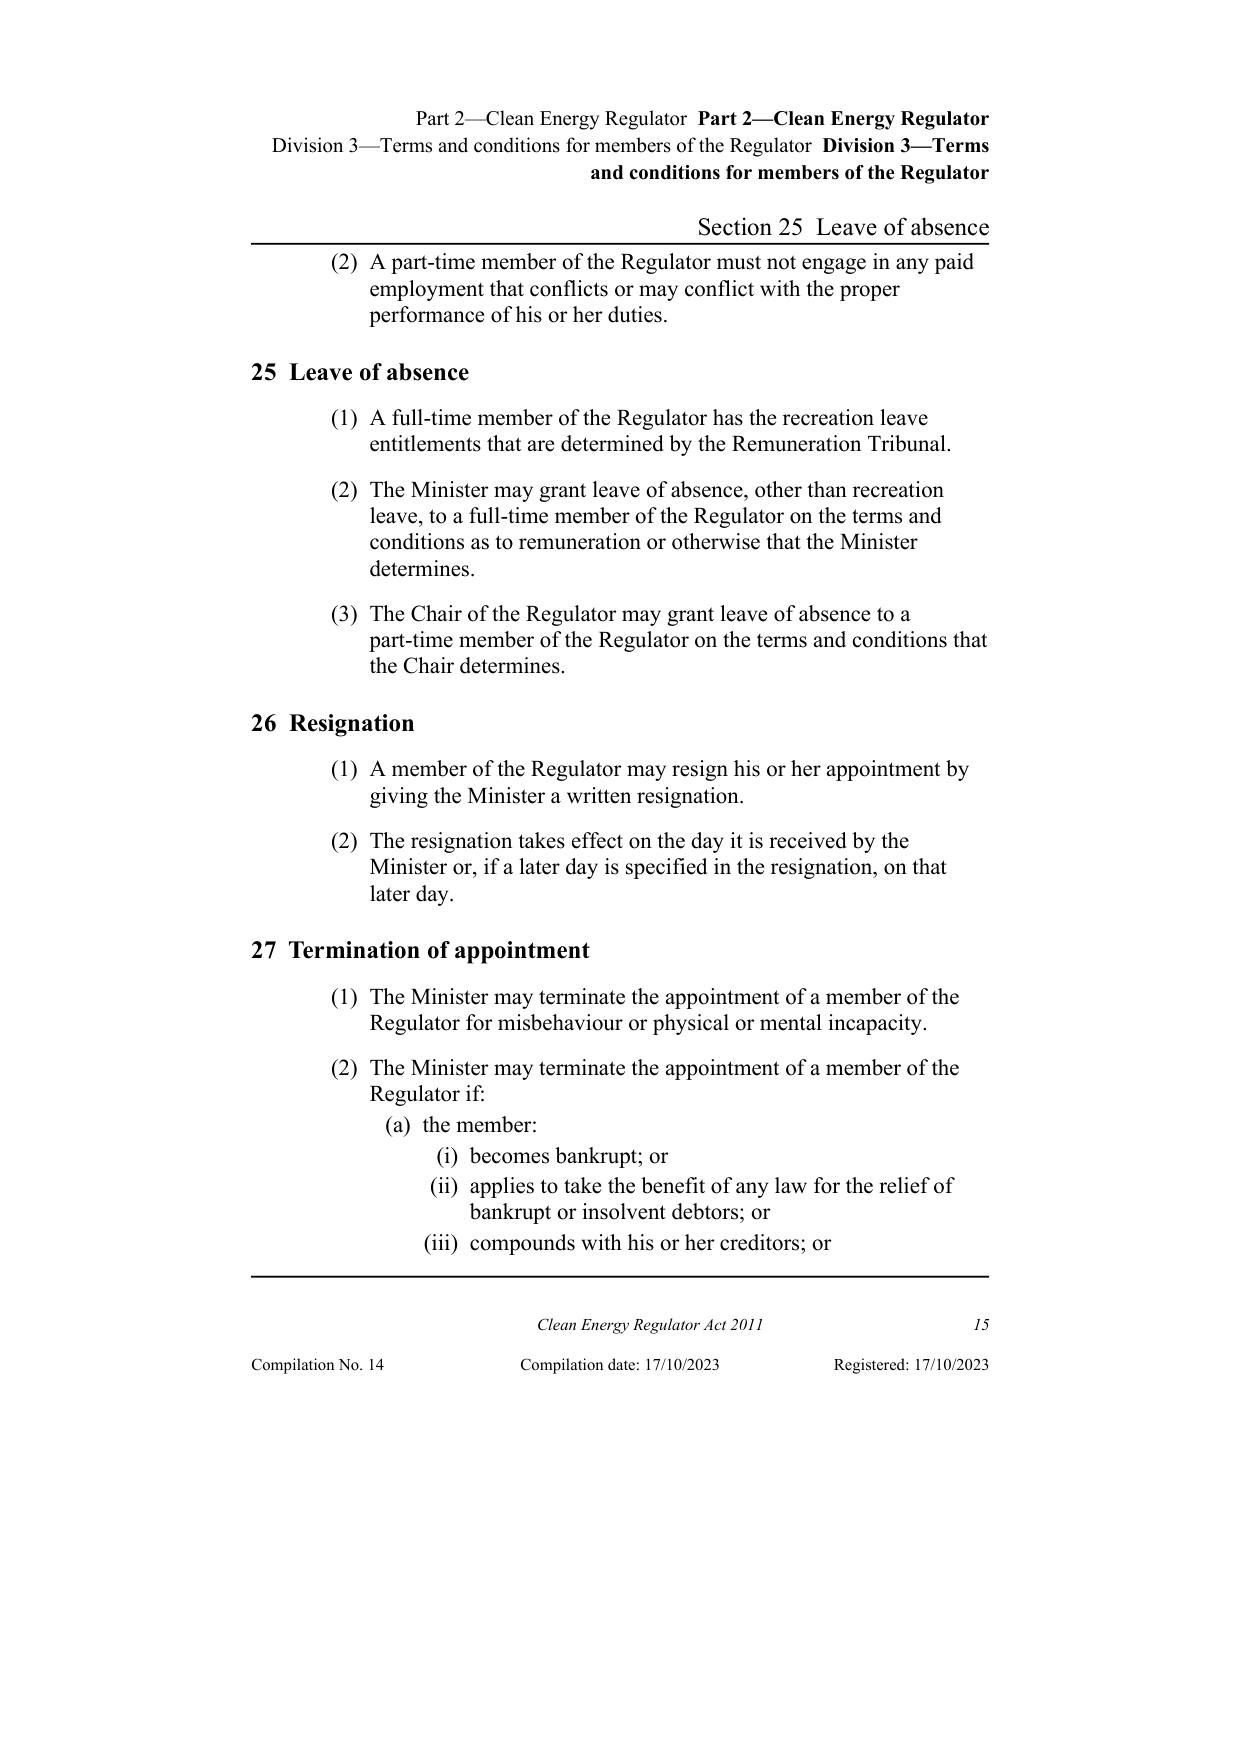 Part 2—Clean Energy Regulator  Part 2—Clean Energy Regulator
Division 3—Terms and conditions for members of the Regulator  Division 3—Terms
and conditions for members of the Regulator
Section 25  Leave of absence
(2) A part-time member of the Regulator must not engage in any paid
employment that conflicts or may conflict with the proper
performance of his or her duties.
25  Leave of absence
(1) A full-time member of the Regulator has the recreation leave
entitlements that are determined by the Remuneration Tribunal.
(2) The Minister may grant leave of absence, other than recreation
leave, to a full-time member of the Regulator on the terms and
conditions as to remuneration or otherwise that the Minister
determines.
(3) The Chair of the Regulator may grant leave of absence to a
part-time member of the Regulator on the terms and conditions that
the Chair determines.
26  Resignation
(1) A member of the Regulator may resign his or her appointment by
giving the Minister a written resignation.
(2) The resignation takes effect on the day it is received by the
Minister or, if a later day is specified in the resignation, on that
later day.
27  Termination of appointment
(1) The Minister may terminate the appointment of a member of the
Regulator for misbehaviour or physical or mental incapacity.
(2) The Minister may terminate the appointment of a member of the
Regulator if:
(a) the member:
(i) becomes bankrupt; or
(ii) applies to take the benefit of any law for the relief of
bankrupt or insolvent debtors; or
(iii) compounds with his or her creditors; or
Clean Energy Regulator Act 2011 15
Compilation No. 14 Compilation date: 17/10/2023 Registered: 17/10/2023